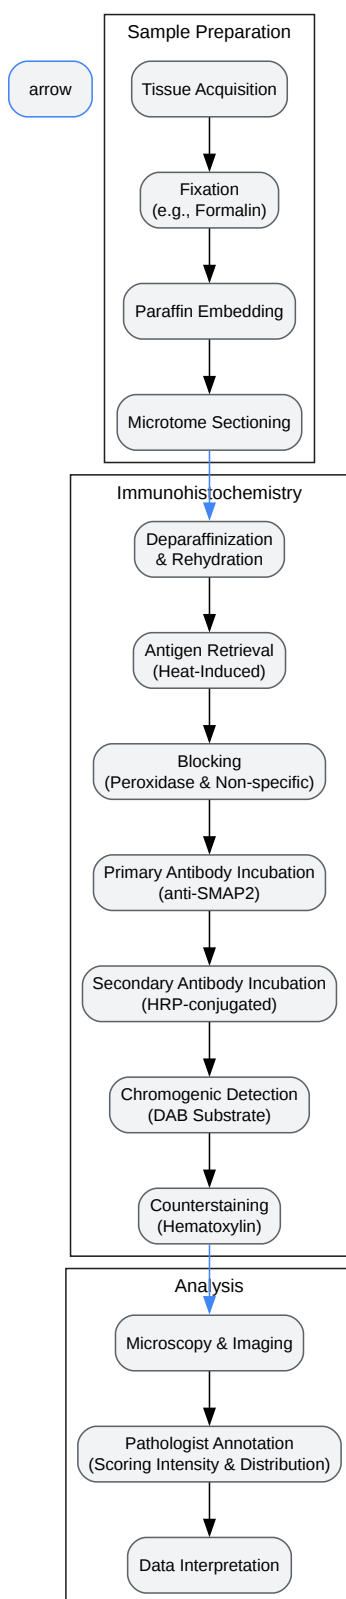 Sample Preparation
arrow
Tissue Acquisition
Fixation
(e.g., Formalin)
Paraffin Embedding
Microtome Sectioning
Immunohistochemistry
Deparaffinization
& Rehydration
Antigen Retrieval
(Heat-Induced)
Blocking
(Peroxidase & Non-specific)
Primary Antibody Incubation
(anti-SMAP2)
Secondary Antibody Incubation
(HRP-conjugated)
Chromogenic Detection
(DAB Substrate)
Counterstaining
(Hematoxylin)
Analysis
Microscopy & Imaging
Pathologist Annotation
(Scoring Intensity & Distribution)
Data Interpretation